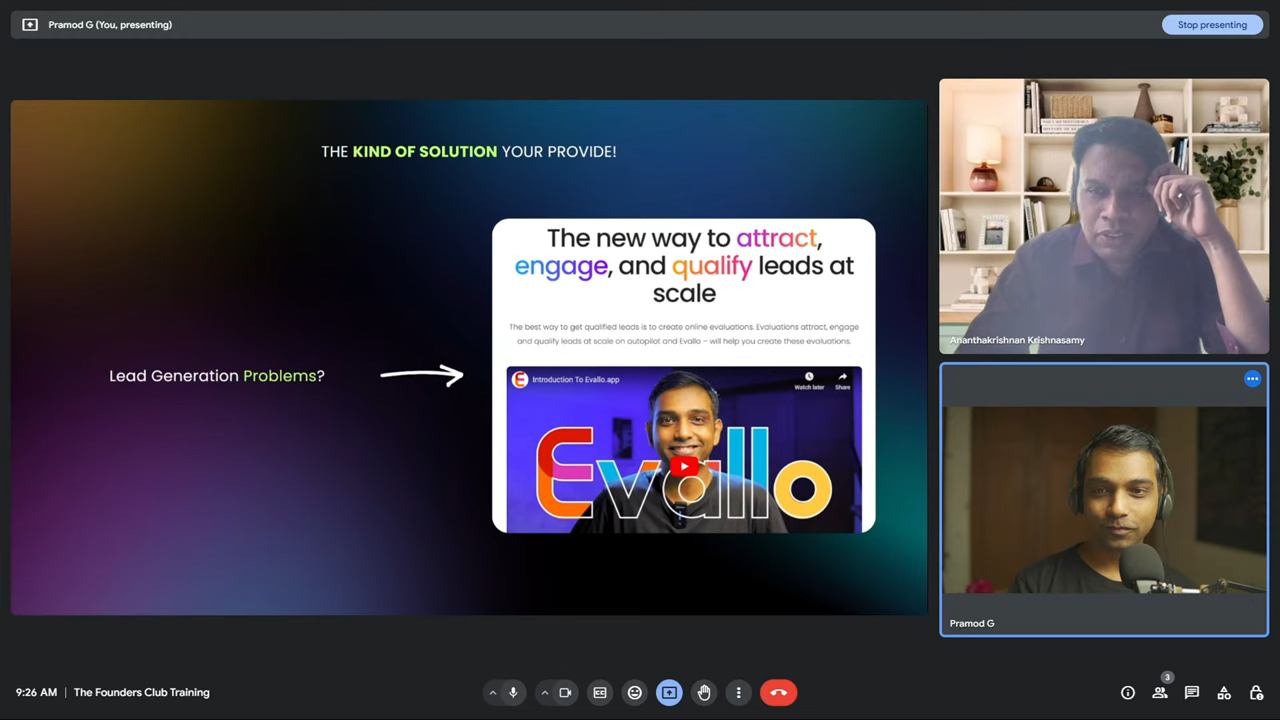 Pramod G (You, presenting)
Stop presenting
THE KIND OF SOLUTION YOUR PROVIDE!
Lead Generation Problems?
The new way to attract,
engage, and qualify leads at
scale
The best way to get qualified leads is to create online evaluations. Evaluations attract, engage
and qualify leads at scale on autopilot and Evallo – will help you create these evaluations.
E
Introduction To Evallo.app
Watch later
Share
Evallo
Ananthakrishnan Krishnasamy
Pramod G
9:26 AM | The Founders Club Training
3